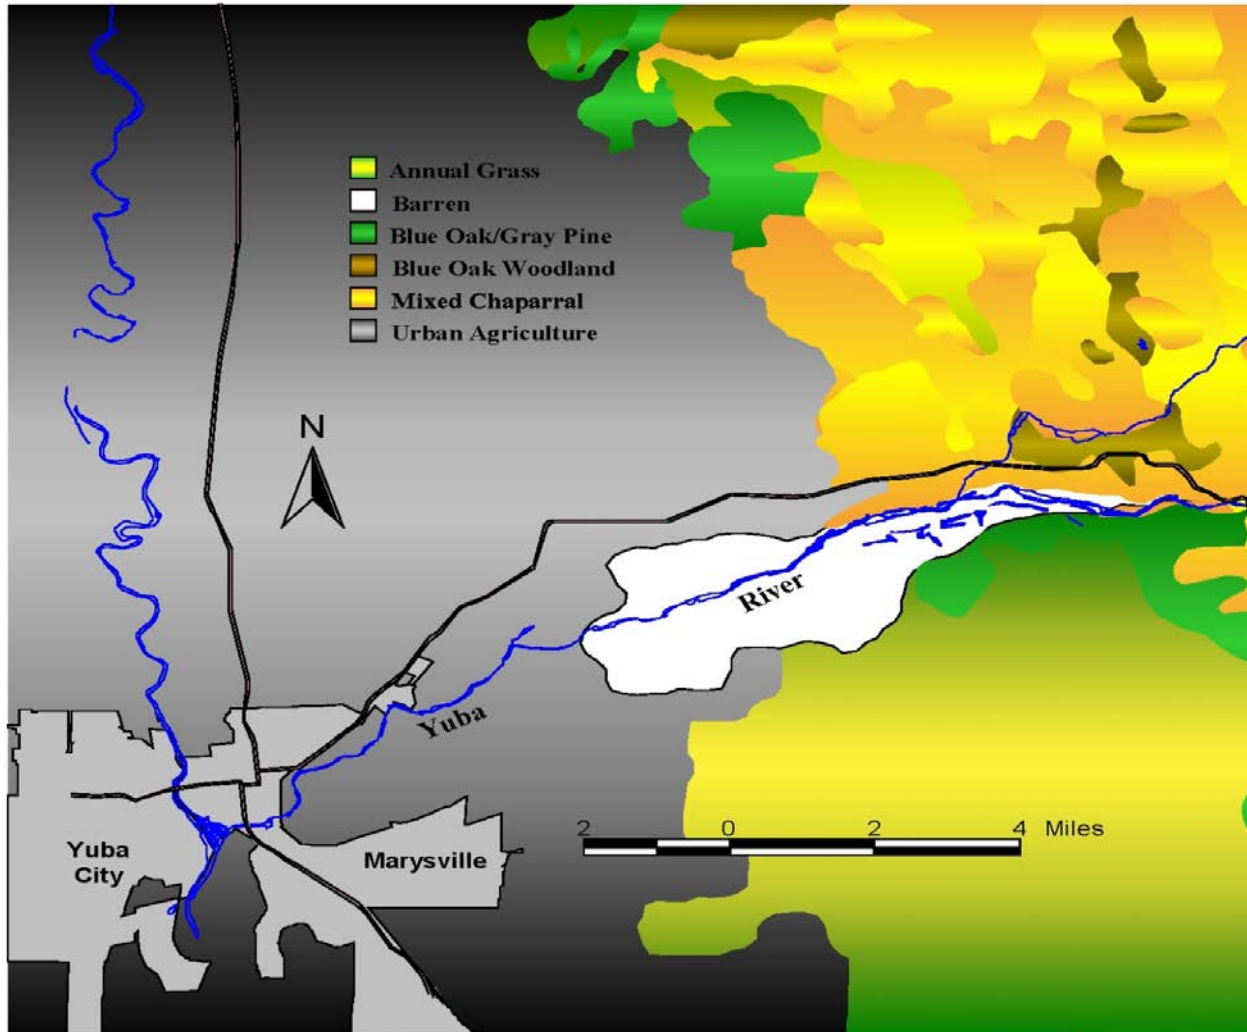 Annual Grass
Barren
Blue Oak/Gray Pine
Blue Oak Woodland
Mixed Chaparral
Urban Agriculture
N
River
Yuba
2 0 2 4 Miles
Yuba
City
Marysville